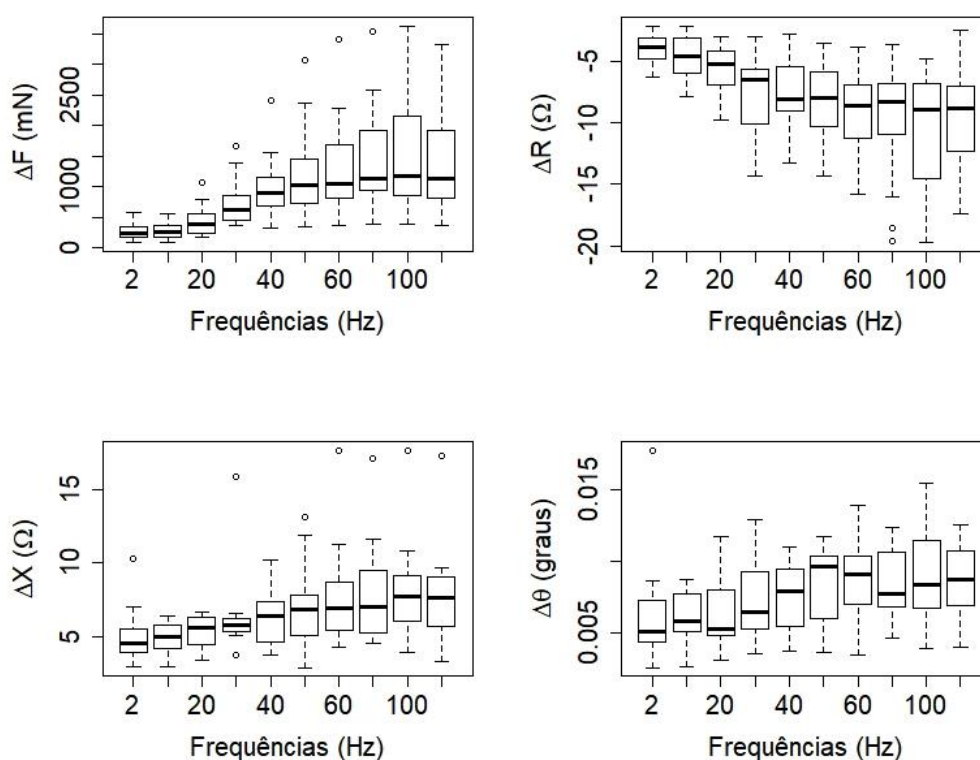 ΔF (mN)
0 1000 2500
2 20 40 60 100
Frequências (Hz)
ΔR (Ω)
-20 -15 -10 -5
2 20 40 60 100
Frequências (Hz)
ΔX (Ω)
5 10 15
2 20 40 60 100
Frequências (Hz)
Δθ (graus)
0.005 0.015
2 20 40 60 100
Frequências (Hz)